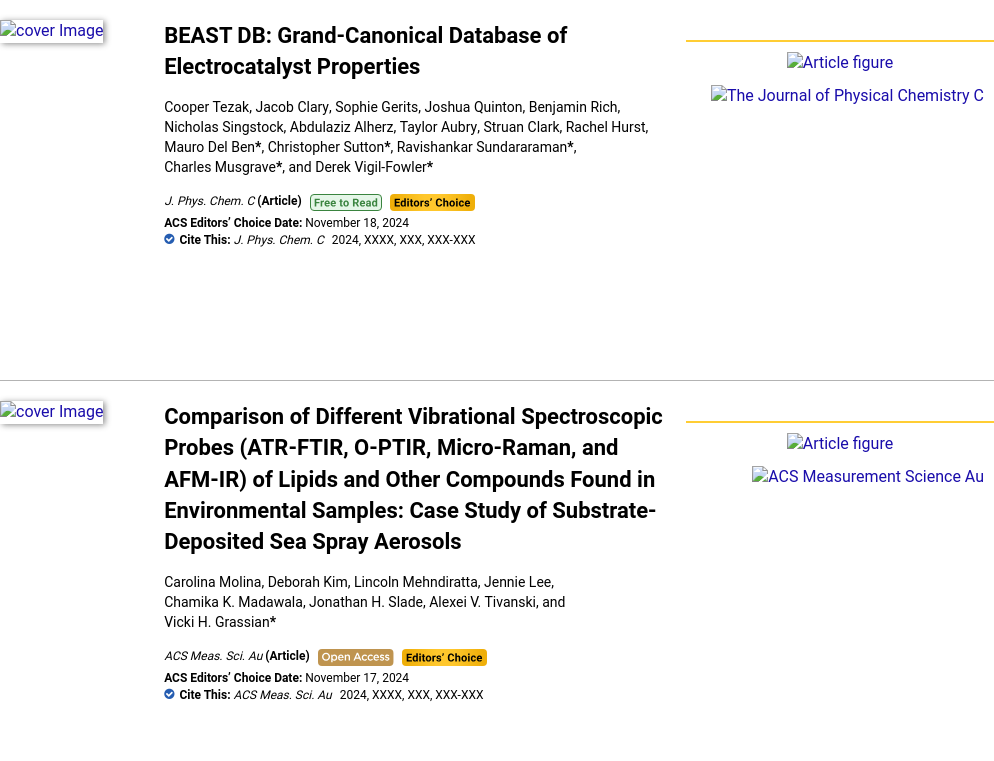 cover Image
BEAST DB: Grand-Canonical Database of
Electrocatalyst Properties
Cooper Tezak, Jacob Clary, Sophie Gerits, Joshua Quinton, Benjamin Rich,
Nicholas Singstock, Abdulaziz Alherz, Taylor Aubry, Struan Clark, Rachel Hurst,
Mauro Del Ben*, Christopher Sutton*, Ravishankar Sundararaman*,
Charles Musgrave*, and Derek Vigil-Fowler*
J. Phys. Chem. C (Article) Free to Read Editors’ Choice
ACS Editors’ Choice Date: November 18, 2024
Cite This: J. Phys. Chem. C 2024, XXXX, XXX, XXX-XXX
Article figure
The Journal of Physical Chemistry C
cover Image
Comparison of Different Vibrational Spectroscopic
Probes (ATR-FTIR, O-PTIR, Micro-Raman, and
AFM-IR) of Lipids and Other Compounds Found in
Environmental Samples: Case Study of Substrate-
Deposited Sea Spray Aerosols
Carolina Molina, Deborah Kim, Lincoln Mehndiratta, Jennie Lee,
Chamika K. Madawala, Jonathan H. Slade, Alexei V. Tivanski, and
Vicki H. Grassian*
ACS Meas. Sci. Au (Article) Open Access Editors’ Choice
ACS Editors’ Choice Date: November 17, 2024
Cite This: ACS Meas. Sci. Au 2024, XXXX, XXX, XXX-XXX
Article figure
ACS Measurement Science Au